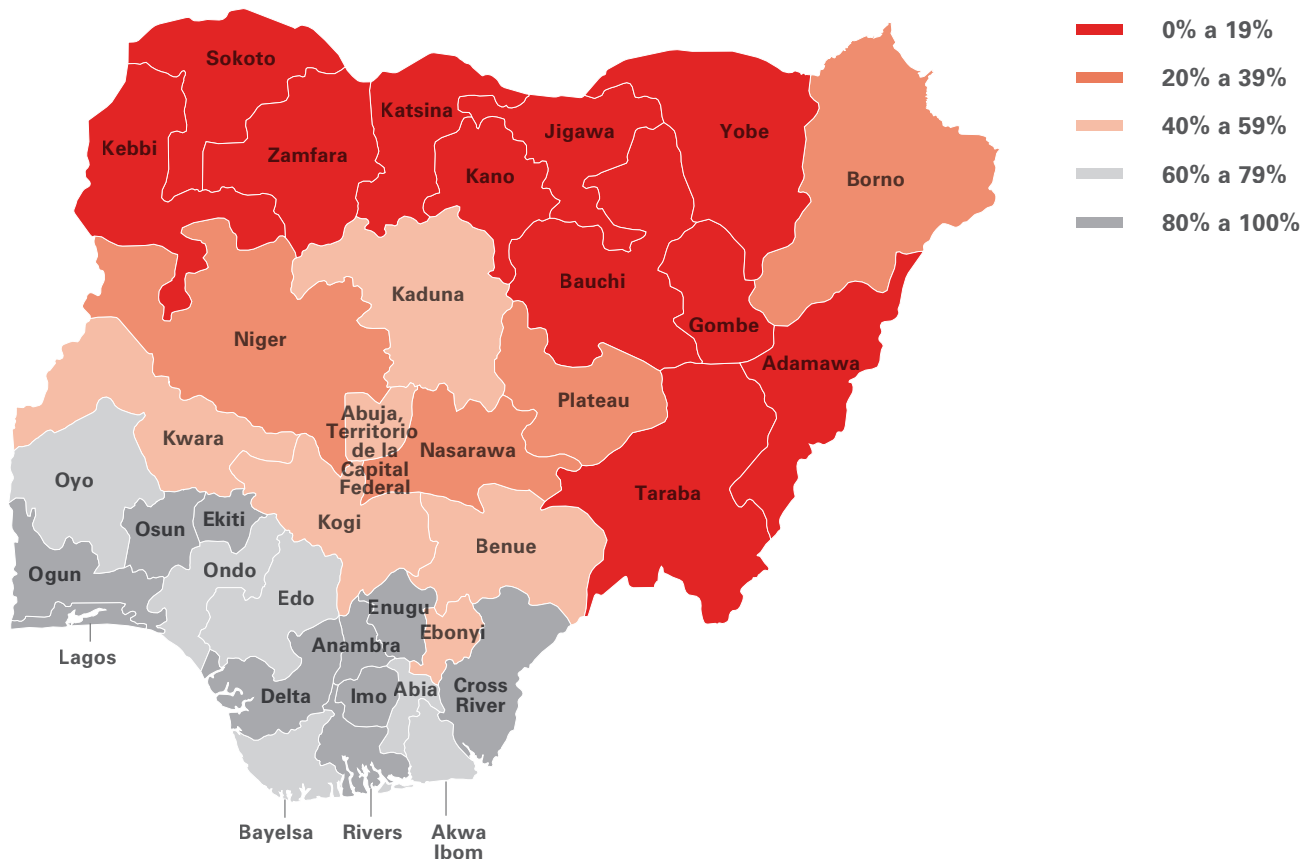 Sokoto
Katsina
Jigawa
Yobe
Kebbi
Zamfara
Kano
Borno
Bauchi
Kaduna
Gombe
Niger
Adamawa
Plateau
Abuja,
Territorio
de la
Capital
Federal
Kwara
Nasarawa
Oyo
Taraba
Osun
Ekiti
Kogi
Benue
Ogun
Ondo
Edo
Enugu
Ebonyi
Anambra
Lagos
Delta
Imo
Abia
Cross
River
Bayelsa
Rivers
Akwa
Ibom
0% a 19%
20% a 39%
40% a 59%
60% a 79%
80% a 100%